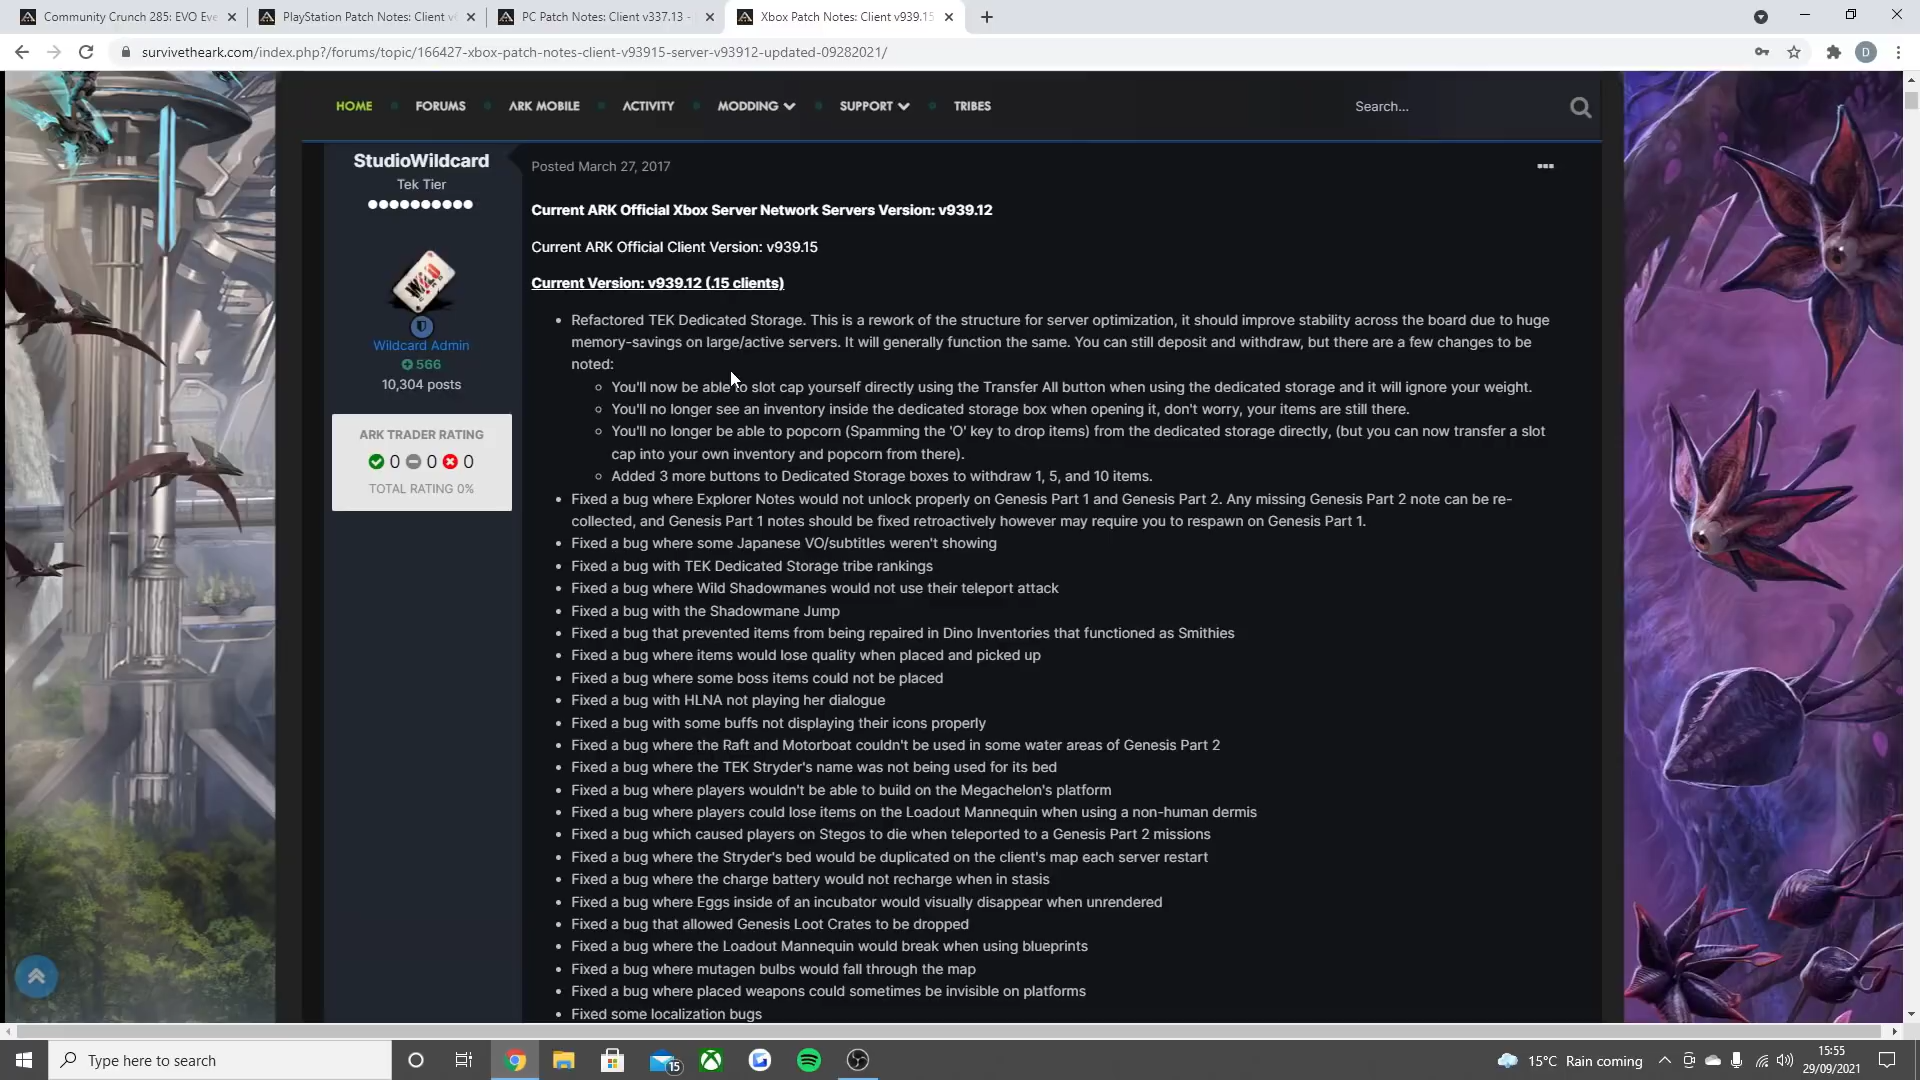 Community Crunch 285: EVO Eve
PlayStation Patch Notes: Client v
PC Patch Notes: Client v337.13 -
Xbox Patch Notes: Client v939.15
survivetheark.com/index.php?/forums/topic/166427-xbox-patch-notes-client-v93915-server-v93912-updated-09282021/
D
HOME
FORUMS
ARK MOBILE
ACTIVITY
MODDING
SUPPORT
TRIBES
Search...
StudioWildcard
Tek Tier
Wildcard Admin
566
10,304 posts
ARK TRADER RATING
0 0 0
TOTAL RATING 0%
Posted March 27, 2017
Current ARK Official Xbox Server Network Servers Version: v939.12
Current ARK Official Client Version: v939.15
Current Version: v939.12 (.15 clients)
• Refactored TEK Dedicated Storage. This is a rework of the structure for server optimization, it should improve stability across the board due to huge
memory-savings on large/active servers. It will generally function the same. You can still deposit and withdraw, but there are a few changes to be
noted:
You'll now be able to slot cap yourself directly using the Transfer All button when using the dedicated storage and it will ignore your weight.
You'll no longer see an inventory inside the dedicated storage box when opening it, don't worry, your items are still there.
You'll no longer be able to popcorn (Spamming the 'O' key to drop items) from the dedicated storage directly, (but you can now transfer a slot
cap into your own inventory and popcorn from there).
Added 3 more buttons to Dedicated Storage boxes to withdraw 1, 5, and 10 items.
• Fixed a bug where Explorer Notes would not unlock properly on Genesis Part 1 and Genesis Part 2. Any missing Genesis Part 2 note can be re-
collected, and Genesis Part 1 notes should be fixed retroactively however may require you to respawn on Genesis Part 1.
• Fixed a bug where some Japanese VO/subtitles weren't showing
• Fixed a bug with TEK Dedicated Storage tribe rankings
• Fixed a bug where Wild Shadowmanes would not use their teleport attack
• Fixed a bug with the Shadowmane Jump
• Fixed a bug that prevented items from being repaired in Dino Inventories that functioned as Smithies
• Fixed a bug where items would lose quality when placed and picked up
• Fixed a bug where some boss items could not be placed
• Fixed a bug with HLNA not playing her dialogue
• Fixed a bug with some buffs not displaying their icons properly
• Fixed a bug where the Raft and Motorboat couldn't be used in some water areas of Genesis Part 2
• Fixed a bug where the TEK Stryder's name was not being used for its bed
• Fixed a bug where players wouldn't be able to build on the Megachelon's platform
• Fixed a bug where players could lose items on the Loadout Mannequin when using a non-human dermis
• Fixed a bug which caused players on Stegos to die when teleported to a Genesis Part 2 missions
• Fixed a bug where the Stryder's bed would be duplicated on the client's map each server restart
• Fixed a bug where the charge battery would not recharge when in stasis
• Fixed a bug where Eggs inside of an incubator would visually disappear when unrendered
• Fixed a bug that allowed Genesis Loot Crates to be dropped
• Fixed a bug where the Loadout Mannequin would break when using blueprints
• Fixed a bug where mutagen bulbs would fall through the map
• Fixed a bug where placed weapons could sometimes be invisible on platforms
• Fixed some localization bugs
Type here to search
15
15°C Rain coming
15:55
29/09/2021